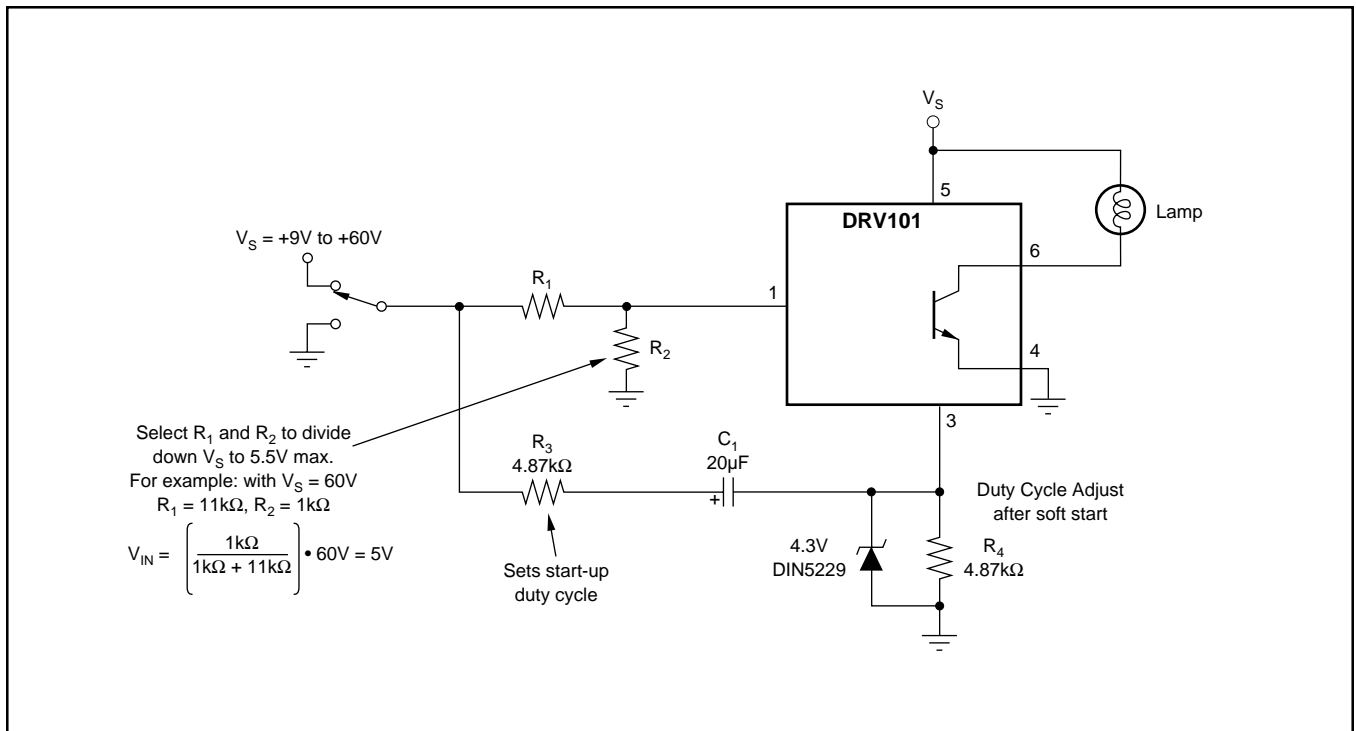 V_S
5
DRV101
Lamp
V_S = +9V to +60V
6
R_1
1
R_2
4
3
Select R_1 and R_2 to divide
down V_S to 5.5V max.
For example: with V_S = 60V
R_1 = 11kΩ, R_2 = 1kΩ
V_IN = ( 1kΩ / 1kΩ + 11kΩ ) • 60V = 5V
R_3
4.87kΩ
C_1
20µF
+
Sets start-up
duty cycle
Duty Cycle Adjust
after soft start
4.3V
DIN5229
R_4
4.87kΩ